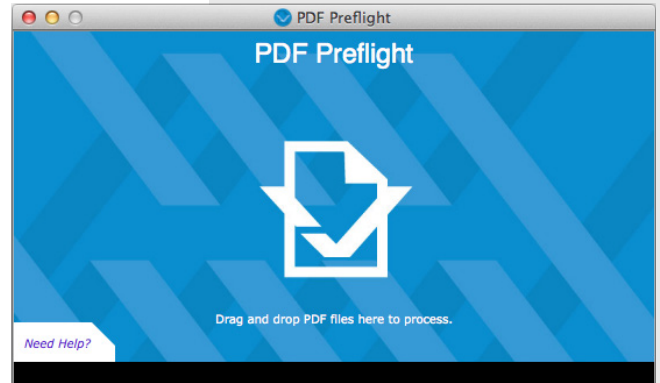 PDF Preflight
PDF Preflight
Drag and drop PDF files here to process.
Need Help?